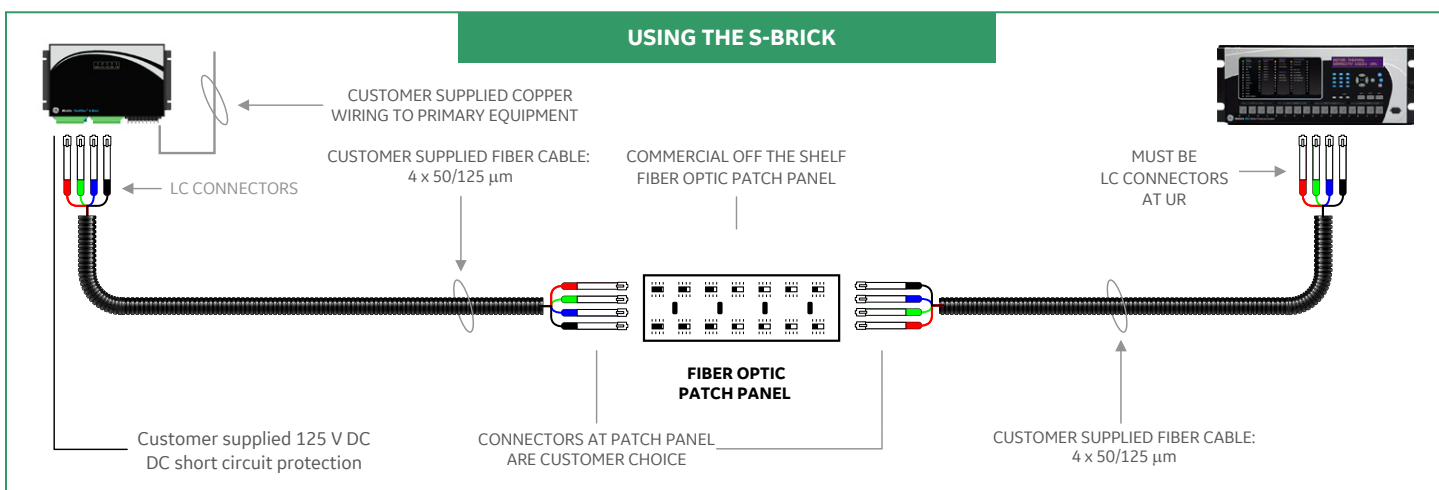 USING THE S-BRICK
CUSTOMER SUPPLIED COPPER
WIRING TO PRIMARY EQUIPMENT
CUSTOMER SUPPLIED FIBER CABLE:
4 x 50/125 µm
COMMERCIAL OFF THE SHELF
FIBER OPTIC PATCH PANEL
MUST BE
LC CONNECTORS
AT UR
LC CONNECTORS
FIBER OPTIC
PATCH PANEL
Customer supplied 125 V DC
DC short circuit protection
CONNECTORS AT PATCH PANEL
ARE CUSTOMER CHOICE
CUSTOMER SUPPLIED FIBER CABLE:
4 x 50/125 µm